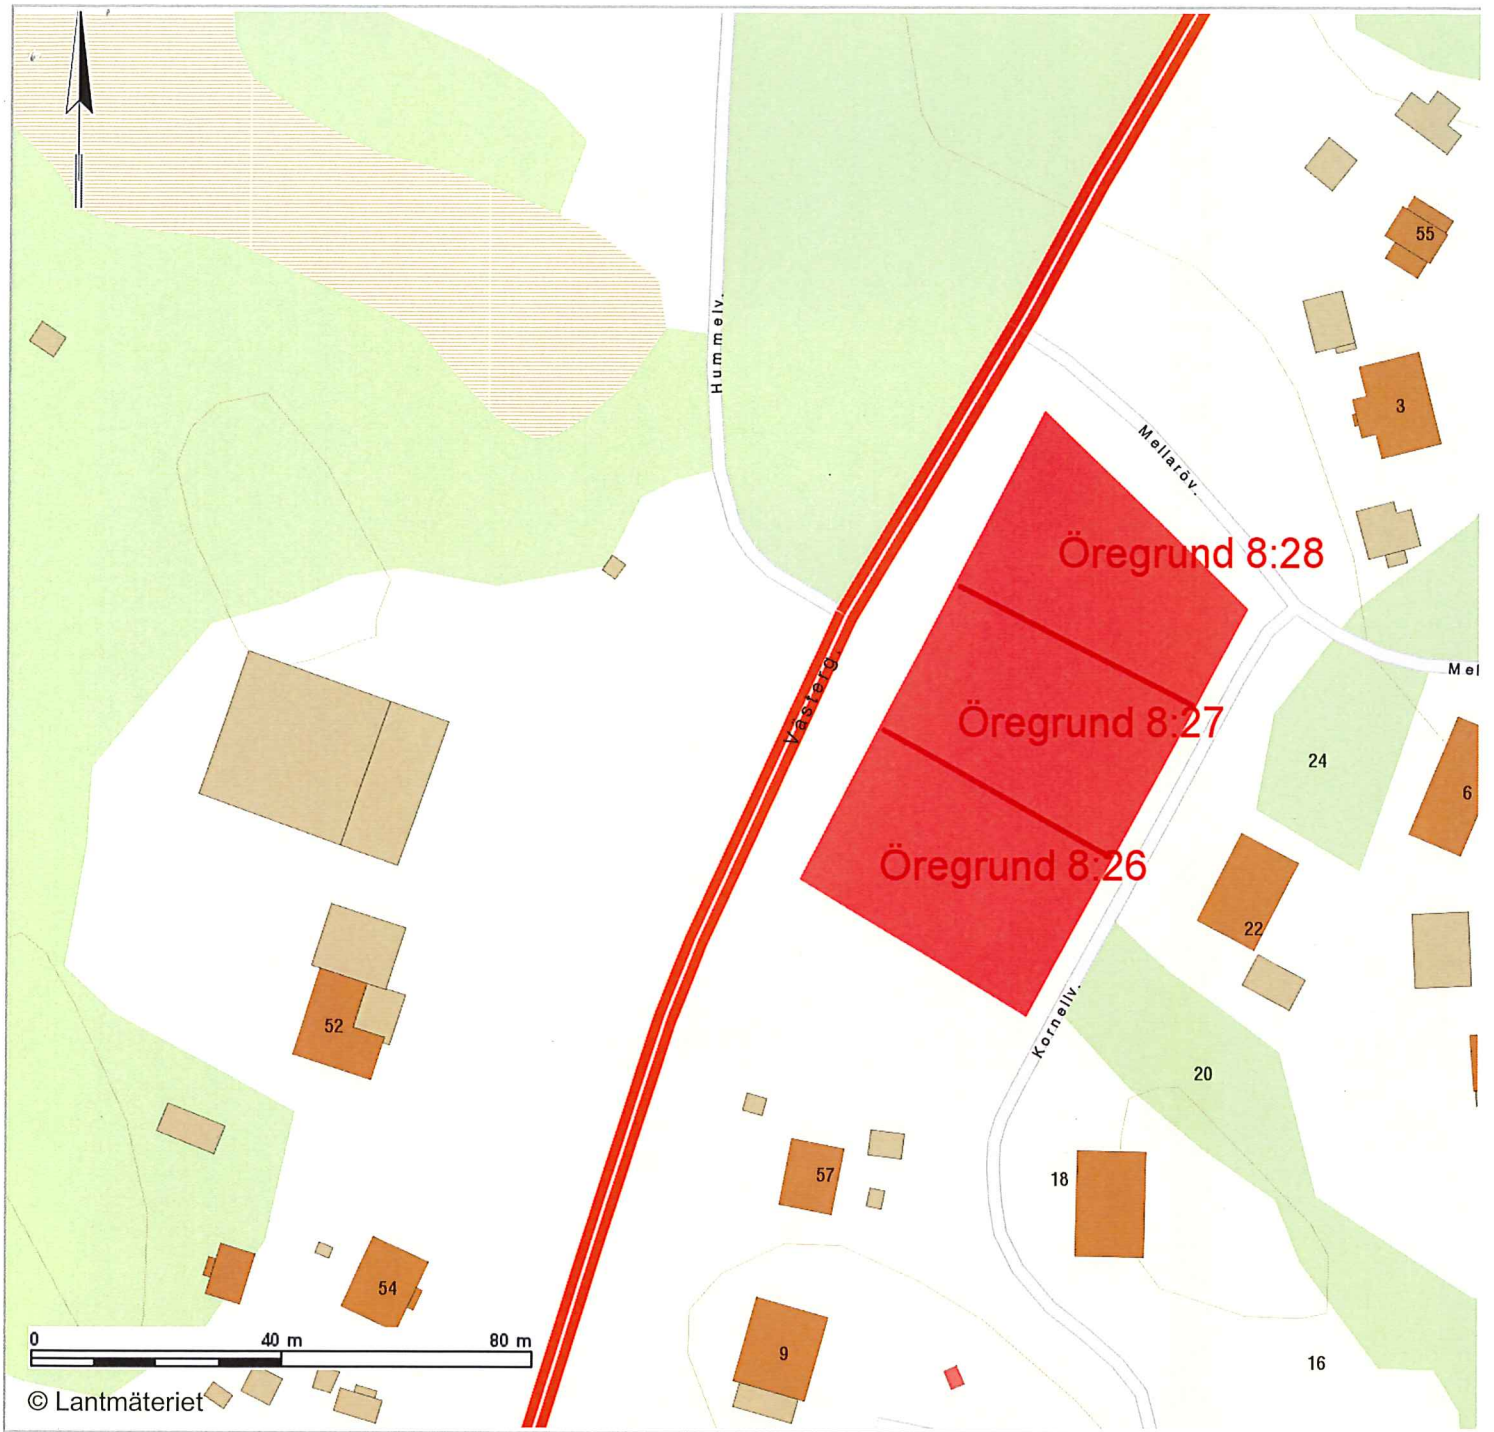 55
Hummelv.
3
Mellaröv.
Öregrund 8:28
Mel
Västerg.
Öregrund 8:27
24
6
Öregrund 8:26
22
52
Kornellv.
20
57
18
54
0 40 m 80 m
9
16
© Lantmäteriet